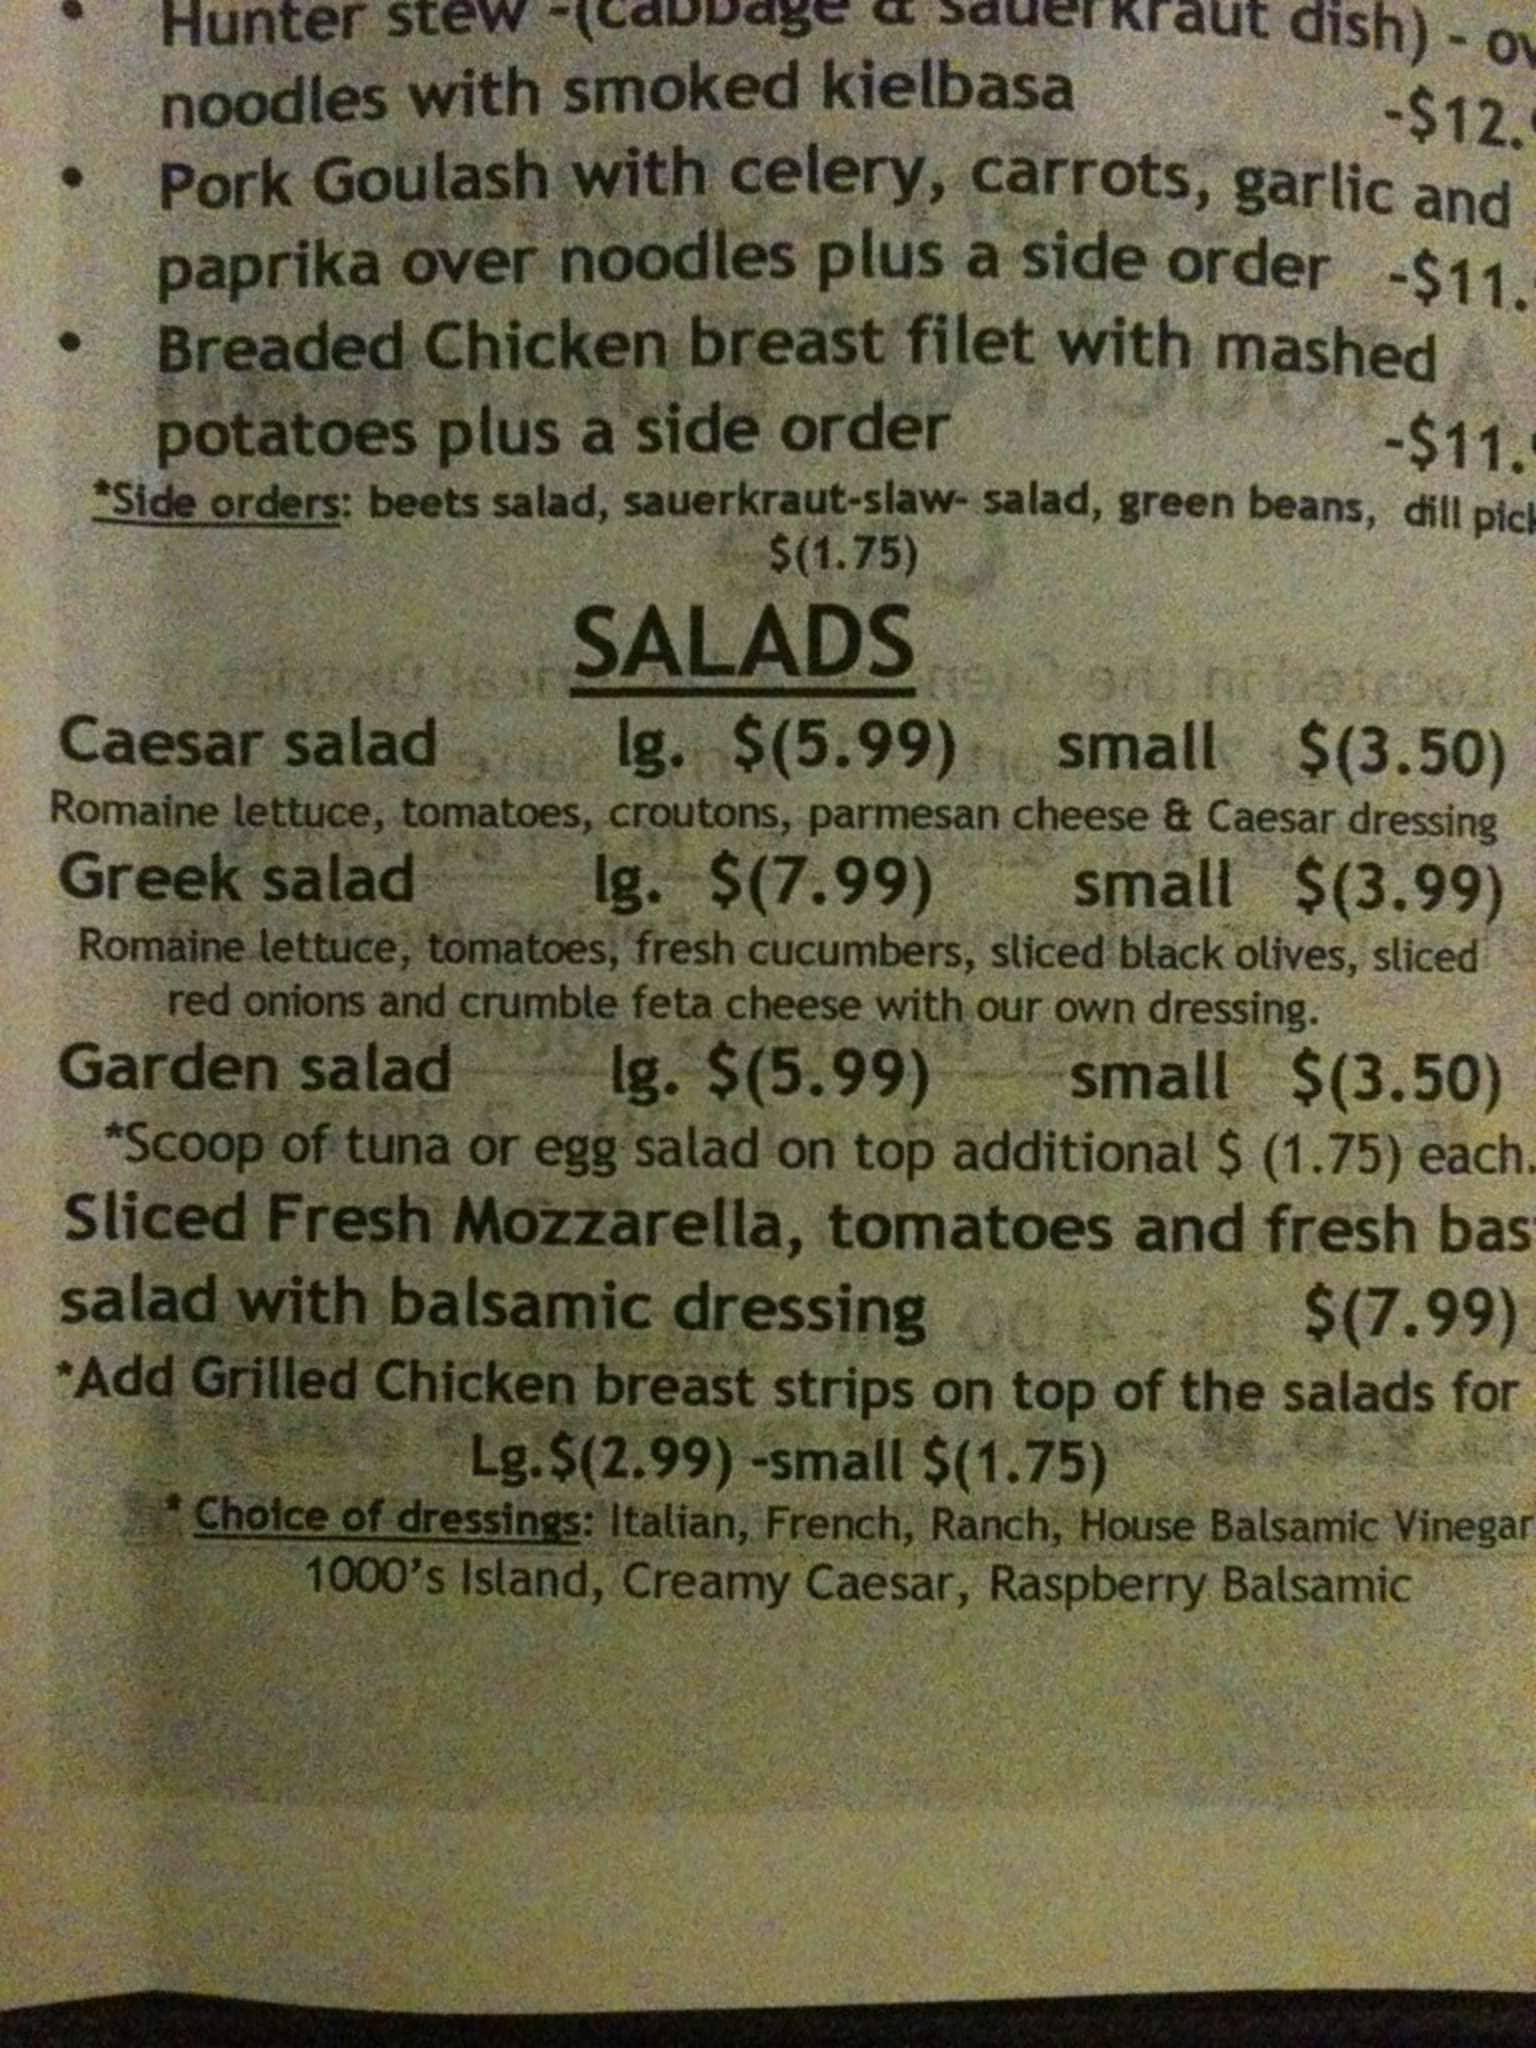 • Hunter stew -(cabbage & sauerkraut dish) -
noodles with smoked kielbasa -$12.
• Pork Goulash with celery, carrots, garlic and
paprika over noodles plus a side order -$11.
• Breaded Chicken breast filet with mashed
potatoes plus a side order -$11.
*Side orders: beets salad, sauerkraut-slaw- salad, green beans, dill
$(1.75)
SALADS
Caesar salad lg. $(5.99) small $(3.50)
Romaine lettuce, tomatoes, croutons, parmesan cheese & Caesar dressing
Greek salad lg. $(7.99) small $(3.99)
Romaine lettuce, tomatoes, fresh cucumbers, sliced black olives, sliced
red onions and crumble feta cheese with our own dressing.
Garden salad lg. $(5.99) small $(3.50)
*Scoop of tuna or egg salad on top additional $ (1.75) each.
Sliced Fresh Mozzarella, tomatoes and fresh bas
salad with balsamic dressing $(7.99)
*Add Grilled Chicken breast strips on top of the salads for
Lg.$(2.99) -small $(1.75)
* Choice of dressings: Italian, French, Ranch, House Balsamic Vinegar
1000's Island, Creamy Caesar, Raspberry Balsamic